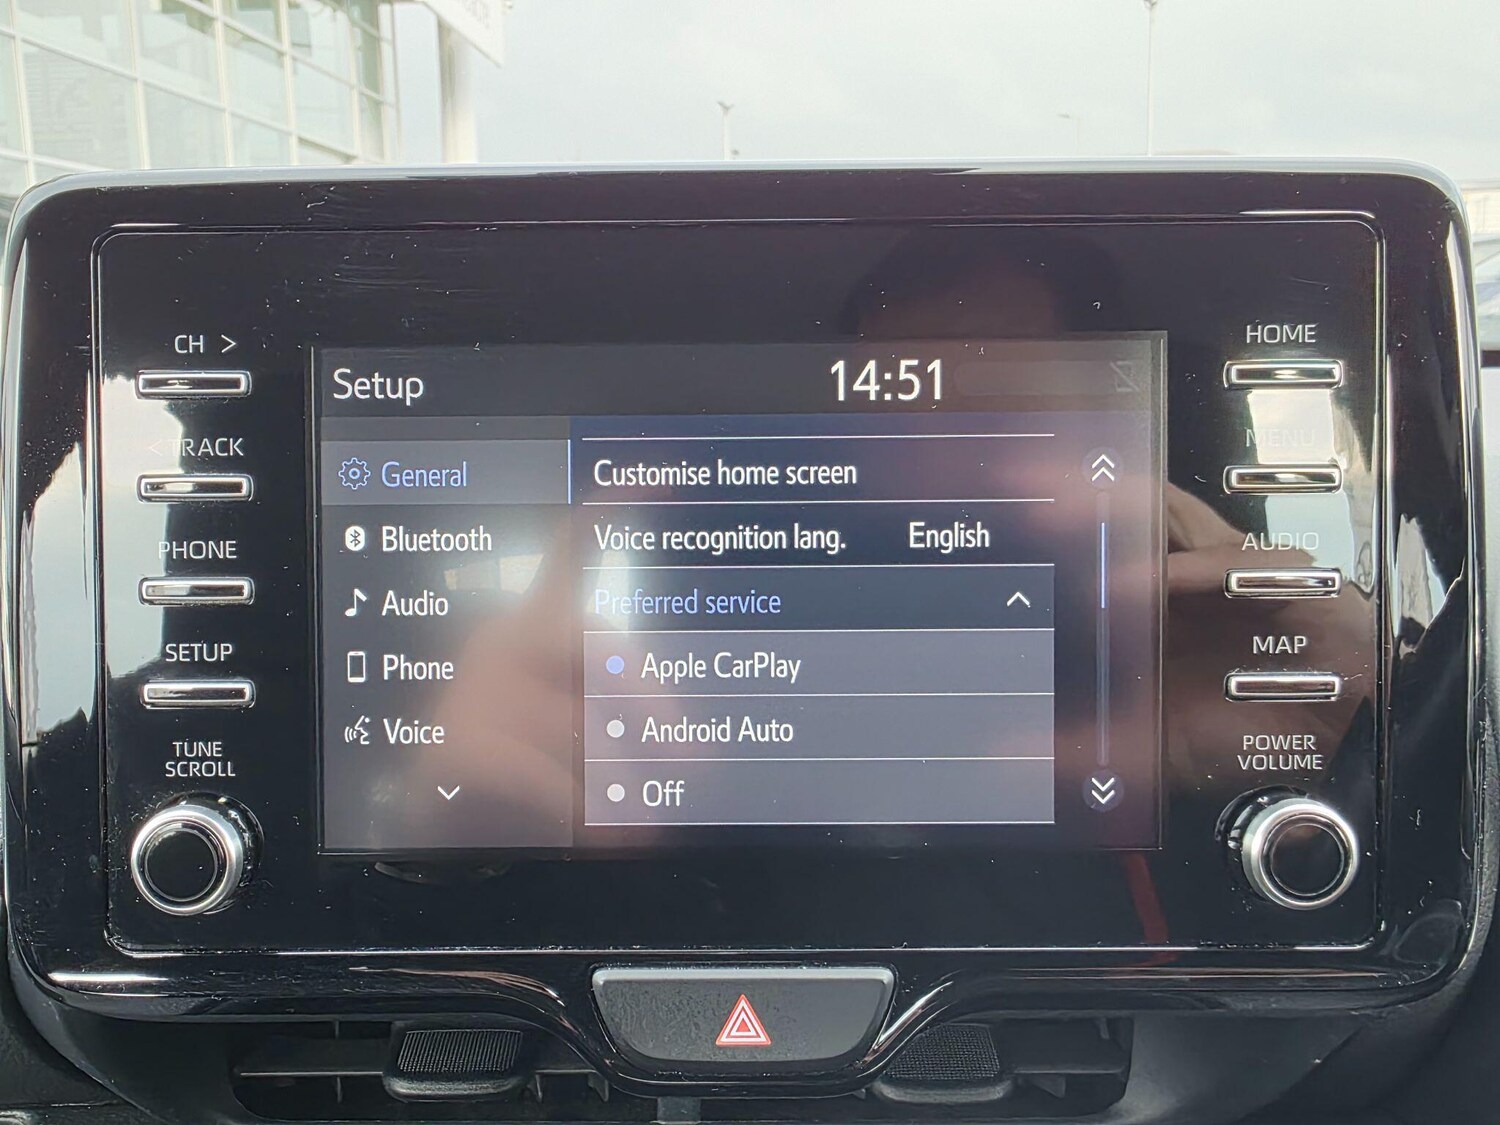 CH >
< TRACK
PHONE
SETUP
TUNE
SCROLL
Setup
14:51
General
Bluetooth
Audio
Phone
Voice
Customise home screen
Voice recognition lang. English
Preferred service
Apple CarPlay
Android Auto
Off
HOME
MENU
AUDIO
MAP
POWER
VOLUME